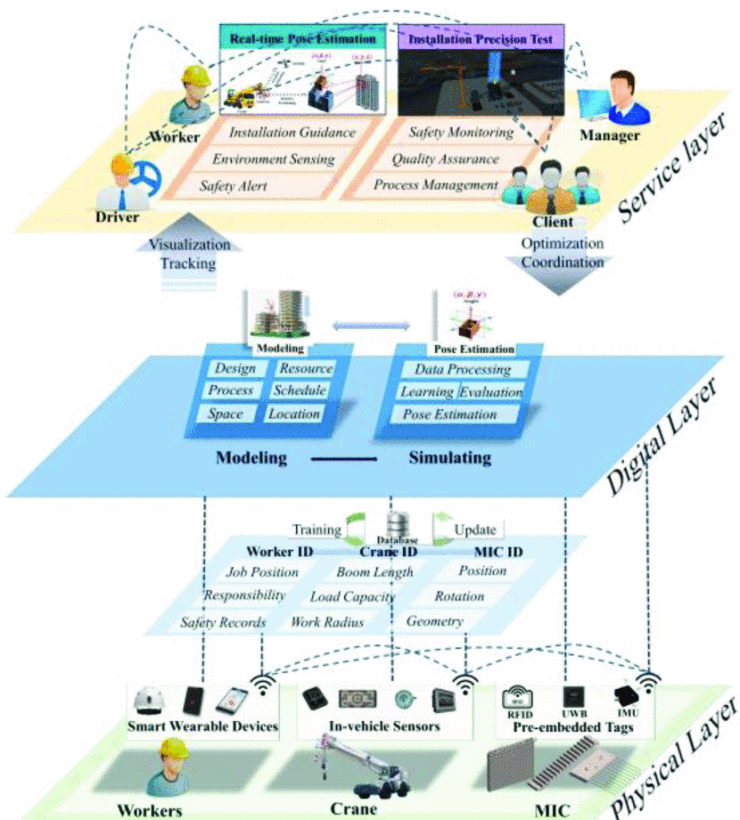 Real-time Pose Estimation
Installation Precision Test
Worker
Installation Guidance
Safety Monitoring
Manager
Environment Sensing
Quality Assurance
Safety Alert
Process Management
Driver
Client
Service layer
Visualization
Tracking
Optimization
Coordination
(α,β,γ)
Modeling
Pose Estimation
Design
Resource
Data Processing
Process
Schedule
Learning
Evaluation
Space
Location
Pose Estimation
Modeling
Simulating
Digital Layer
Training
Database
Update
Worker ID
Crane ID
MIC ID
Job Position
Boom Length
Position
Responsibility
Load Capacity
Rotation
Safety Records
Work Radius
Geometry
Smart Wearable Devices
In-vehicle Sensors
RFID
UWB
IMU
Pre-embedded Tags
Workers
Crane
MIC
Physical Layer